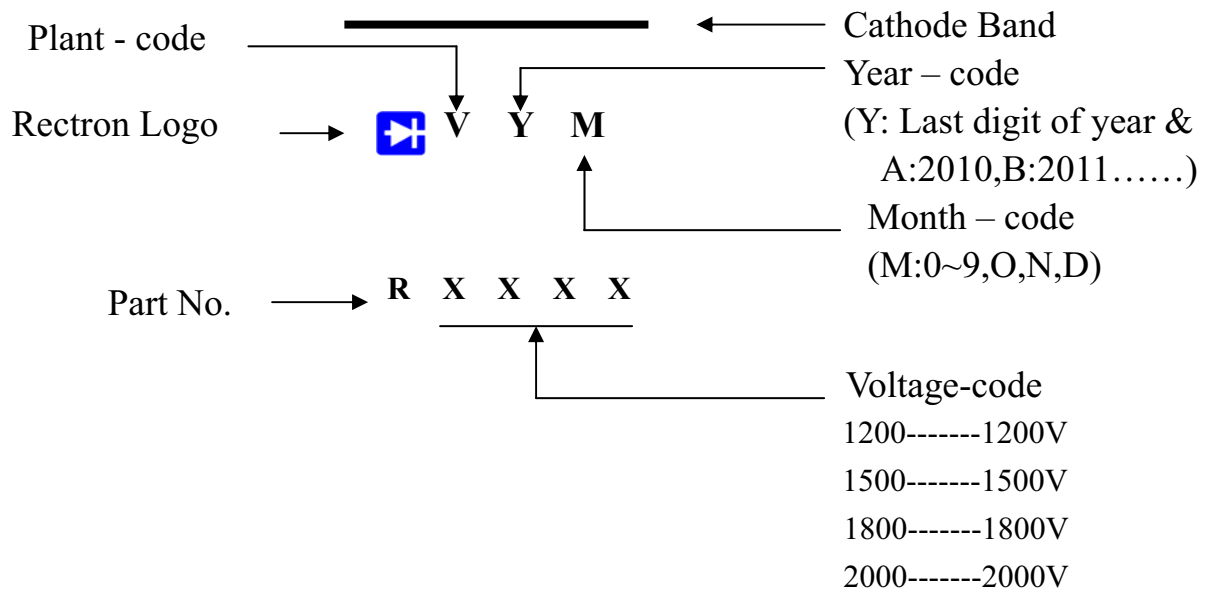 Cathode Band
Plant - code
Year – code
Rectron Logo
V Y M
(Y: Last digit of year &
A:2010,B:2011……)
Month – code
(M:0~9,O,N,D)
Part No.
R X X X X
Voltage-code
1200-------1200V
1500-------1500V
1800-------1800V
2000-------2000V